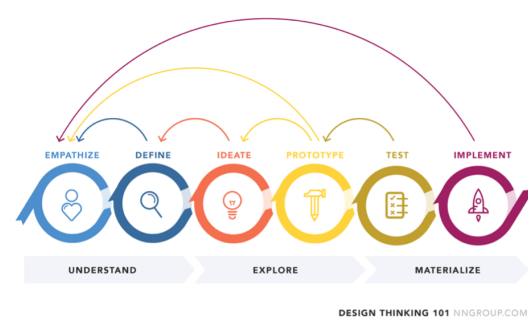 EMPATHIZE DEFINE IDEATE PROTOTYPE TEST IMPLEMENT
UNDERSTAND EXPLORE MATERIALIZE
DESIGN THINKING 101 NNGROUP.COM